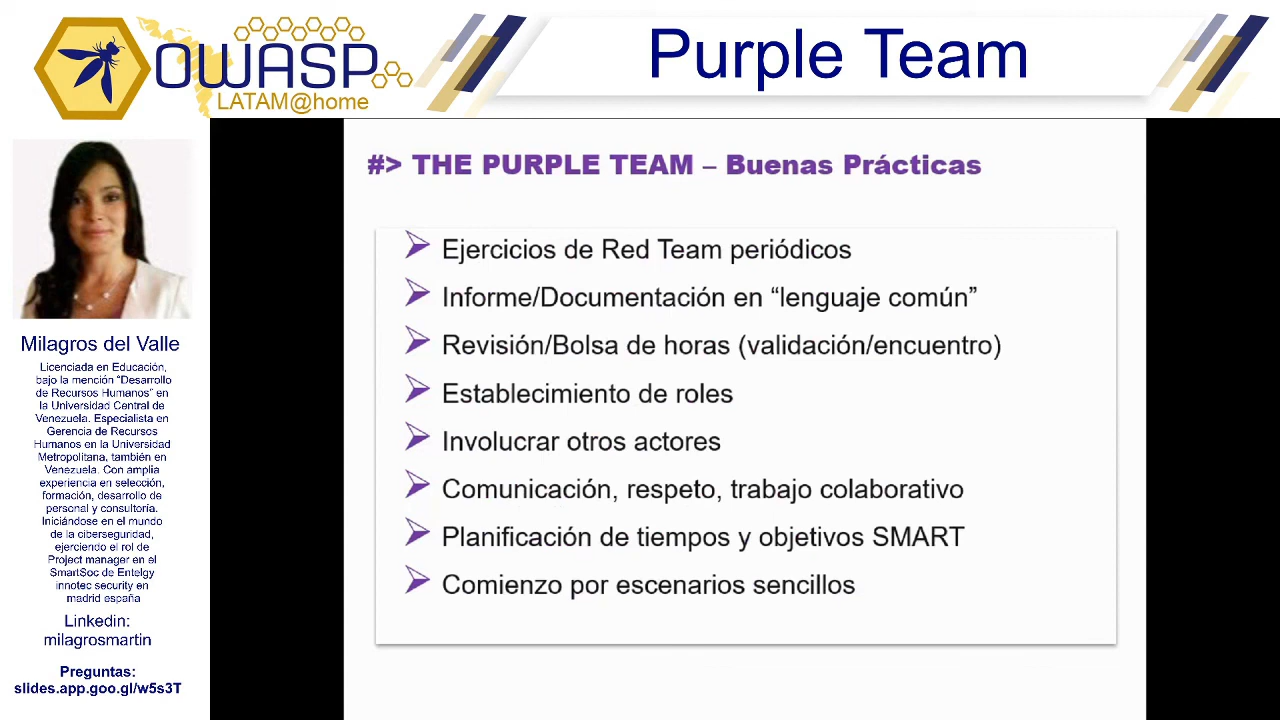 OWASP
LATAM@home
Purple Team
Milagros del Valle
Licenciada en Educación,
bajo la mención “Desarrollo
de Recursos Humanos” en
la Universidad Central de
Venezuela. Especialista en
Gerencia de Recursos
Humanos en la Universidad
Metropolitana, también en
Venezuela. Con amplia
experiencia en selección,
formación, desarrollo de
personal y consultoría.
Iniciándose en el mundo
de la ciberseguridad,
ejerciendo el rol de
Project manager en el
SmartSoc de Entelgy
innotec security en
madrid españa
Linkedin:
milagrosmartin
Preguntas:
slides.app.goo.gl/w5s3T
#> THE PURPLE TEAM – Buenas Prácticas
Ejercicios de Red Team periódicos
Informe/Documentación en “lenguaje común”
Revisión/Bolsa de horas (validación/encuentro)
Establecimiento de roles
Involucrar otros actores
Comunicación, respeto, trabajo colaborativo
Planificación de tiempos y objetivos SMART
Comienzo por escenarios sencillos